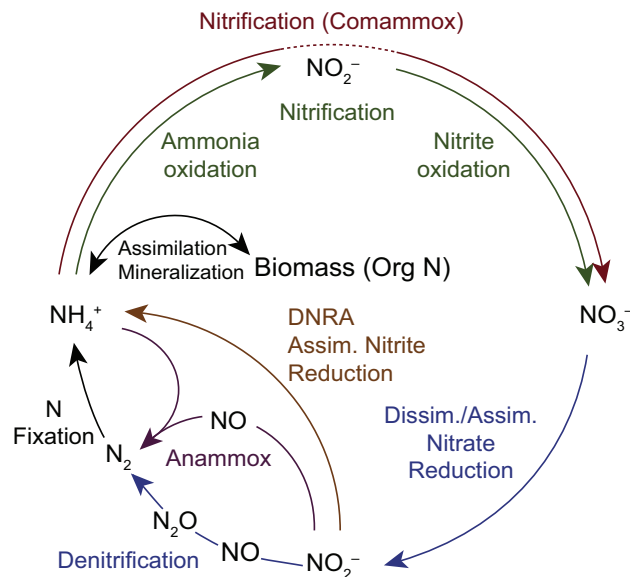 Nitrification (Comammox)
NO₂⁻
Nitrification
Ammonia
oxidation
Nitrite
oxidation
Assimilation
Mineralization
Biomass (Org N)
NH₄⁺
NO₃⁻
DNRA
Assim. Nitrite
Reduction
N
Fixation
NO
Dissim./Assim.
Nitrate
Reduction
N₂
Anammox
N₂O
NO
NO₂⁻
Denitrification